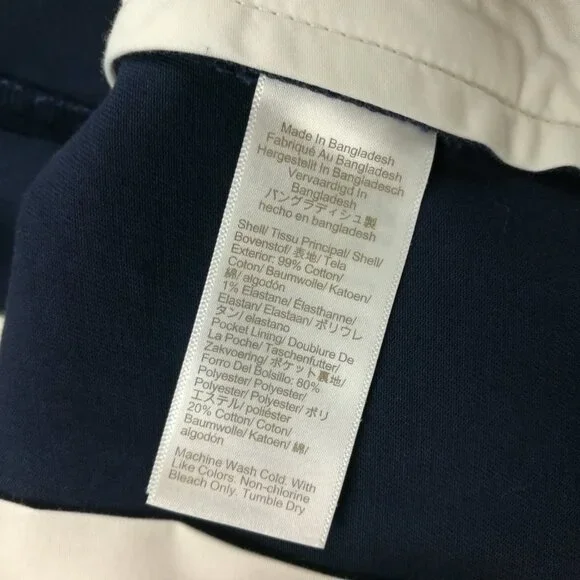 Made In Bangladesh
Fabriqué Au Bangladesh
Hergestellt In Bangladesch
Vervaardigd In
Bangladesh
バングラディシュ製
hecho en bangladesh
Shell/ Tissu Principal/ Shell/
Bovenstof/ 表地/ Tela
Exterior: 99% Cotton/
Coton/ Baumwolle/ Katoen/
綿/ algodón
1% Elastane/ Élasthanne/
Elastan/ Elastaan/ ポリウレ
タン/ elastano
Pocket Lining/ Doublure De
La Poche/ Taschenfutter/
Zakvoering/ ポケット裏地/
Forro Del Bolsillo: 80%
Polyester/ Polyester/
Polyester/ Polyester/ ポリ
エステル/ poliéster
20% Cotton/ Coton/
Baumwolle/ Katoen/ 綿/
algodón
Machine Wash Cold. With
Like Colors. Non-chlorine
Bleach Only. Tumble Dry